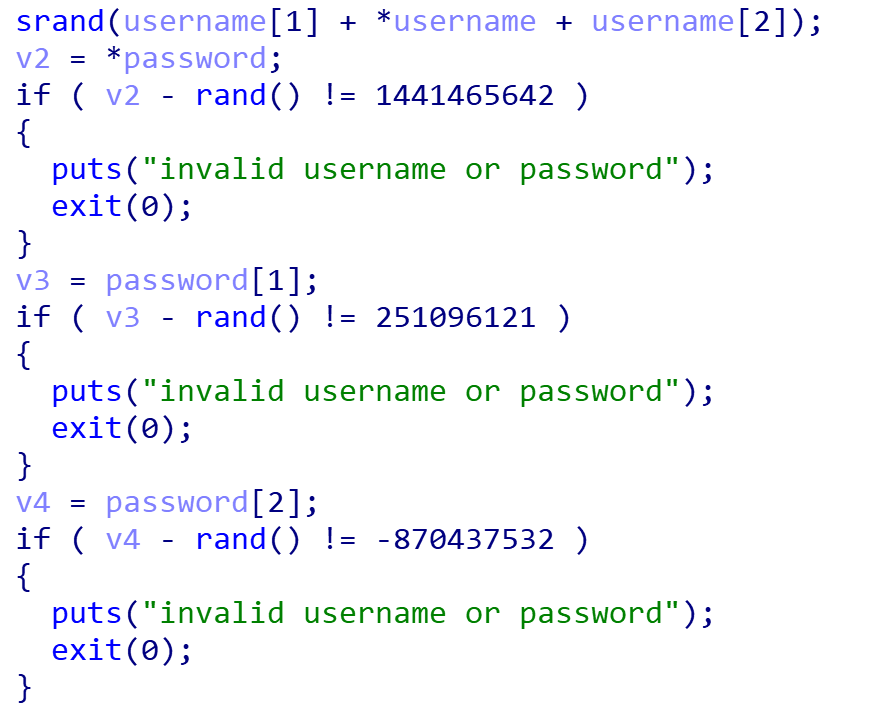 srand(username[1] + *username + username[2]);
v2 = *password;
if ( v2 - rand() != 1441465642 )
{
  puts("invalid username or password");
  exit(0);
}
v3 = password[1];
if ( v3 - rand() != 251096121 )
{
  puts("invalid username or password");
  exit(0);
}
v4 = password[2];
if ( v4 - rand() != -870437532 )
{
  puts("invalid username or password");
  exit(0);
}